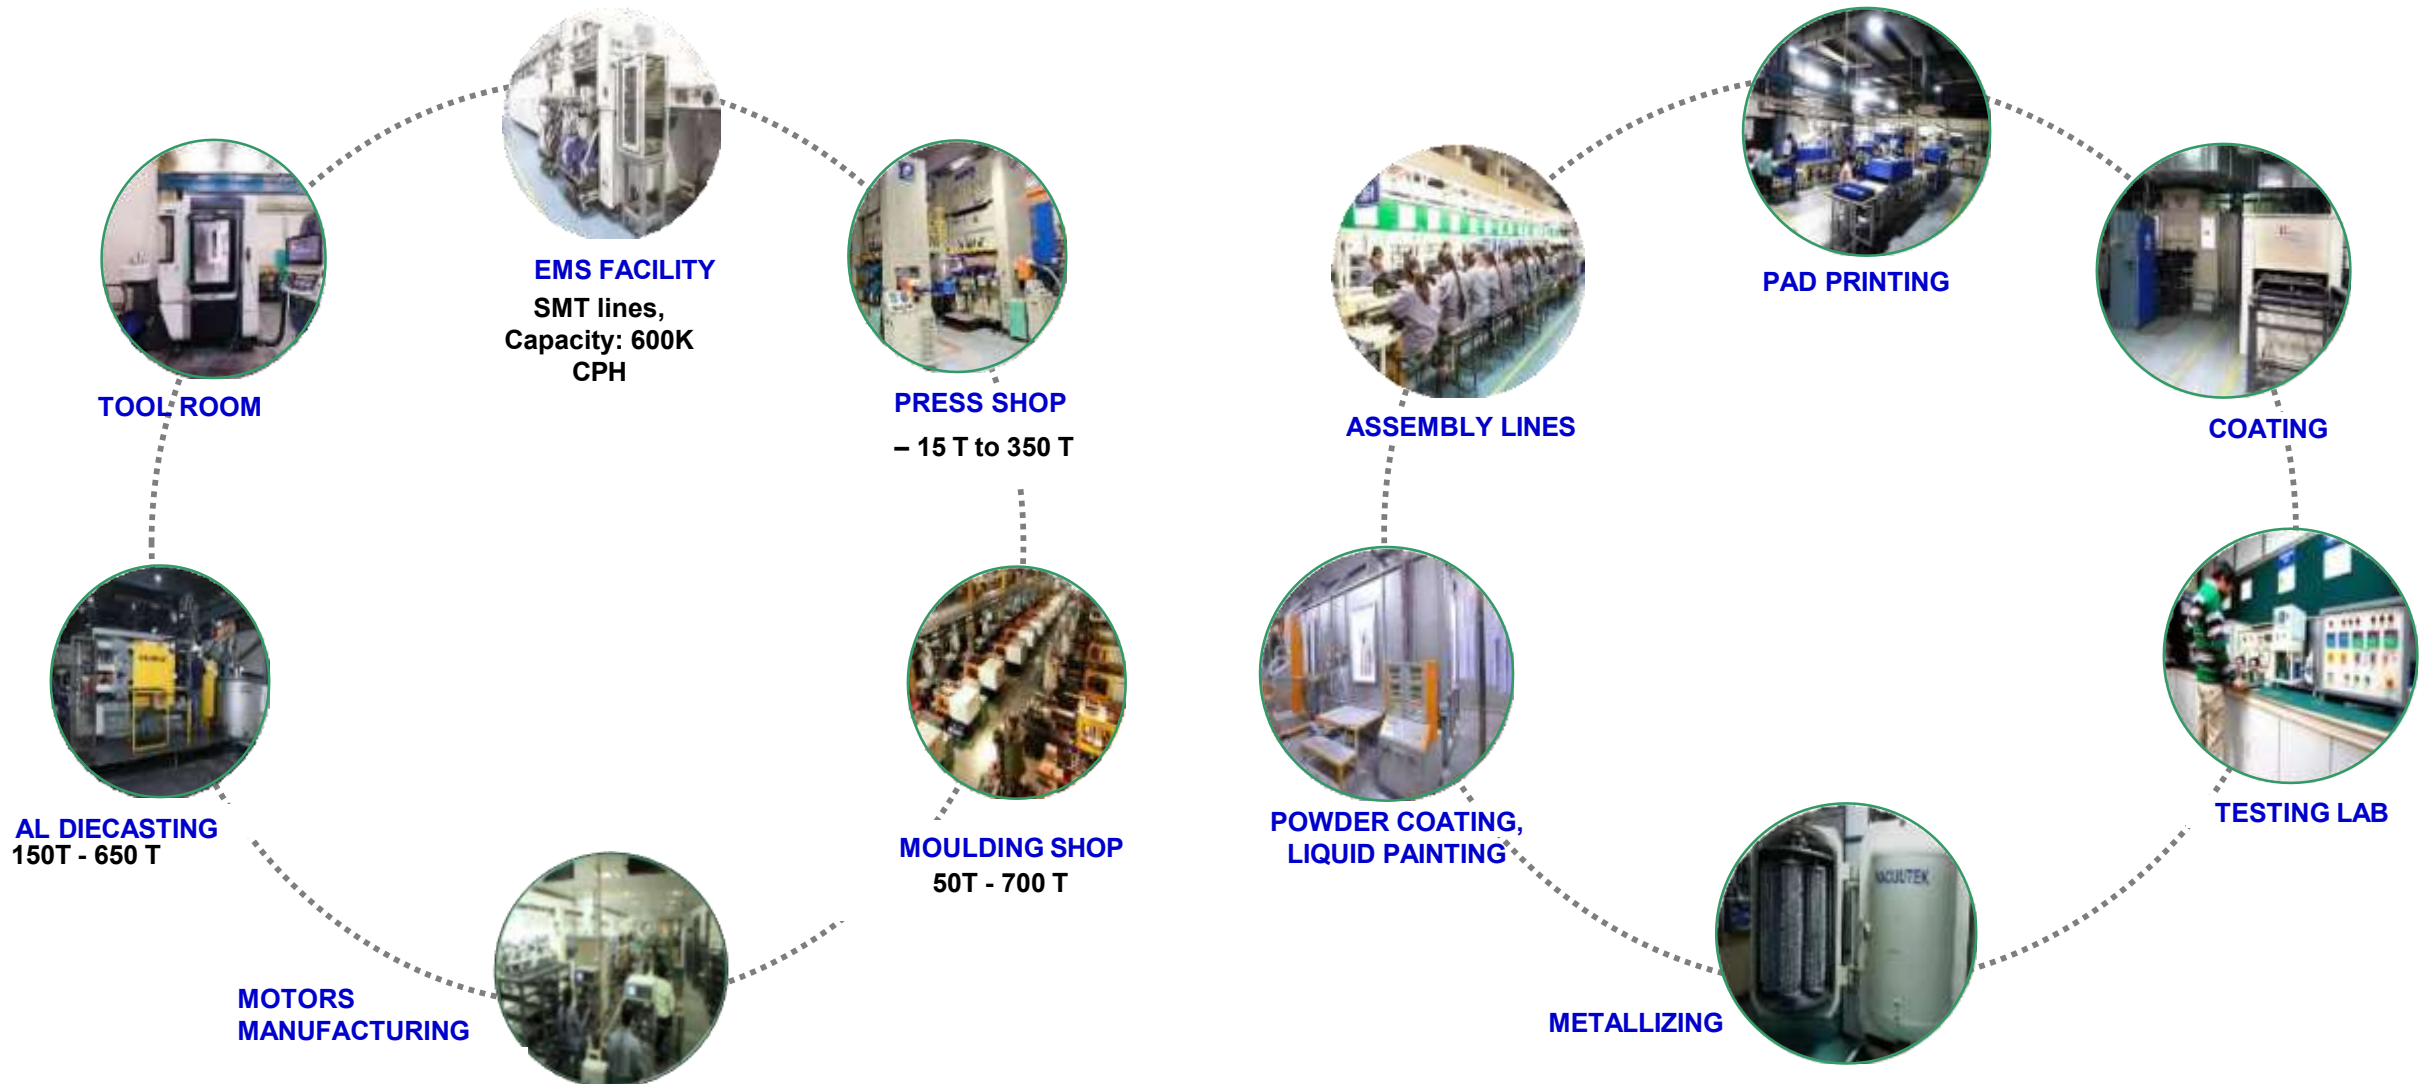 EMS FACILITY
SMT lines,
Capacity: 600K
CPH
TOOL ROOM
PRESS SHOP
– 15 T to 350 T
AL DIECASTING
150T - 650 T
MOULDING SHOP
50T - 700 T
MOTORS
MANUFACTURING
PAD PRINTING
ASSEMBLY LINES
COATING
POWDER COATING,
LIQUID PAINTING
TESTING LAB
METALLIZING
VACUUTEK